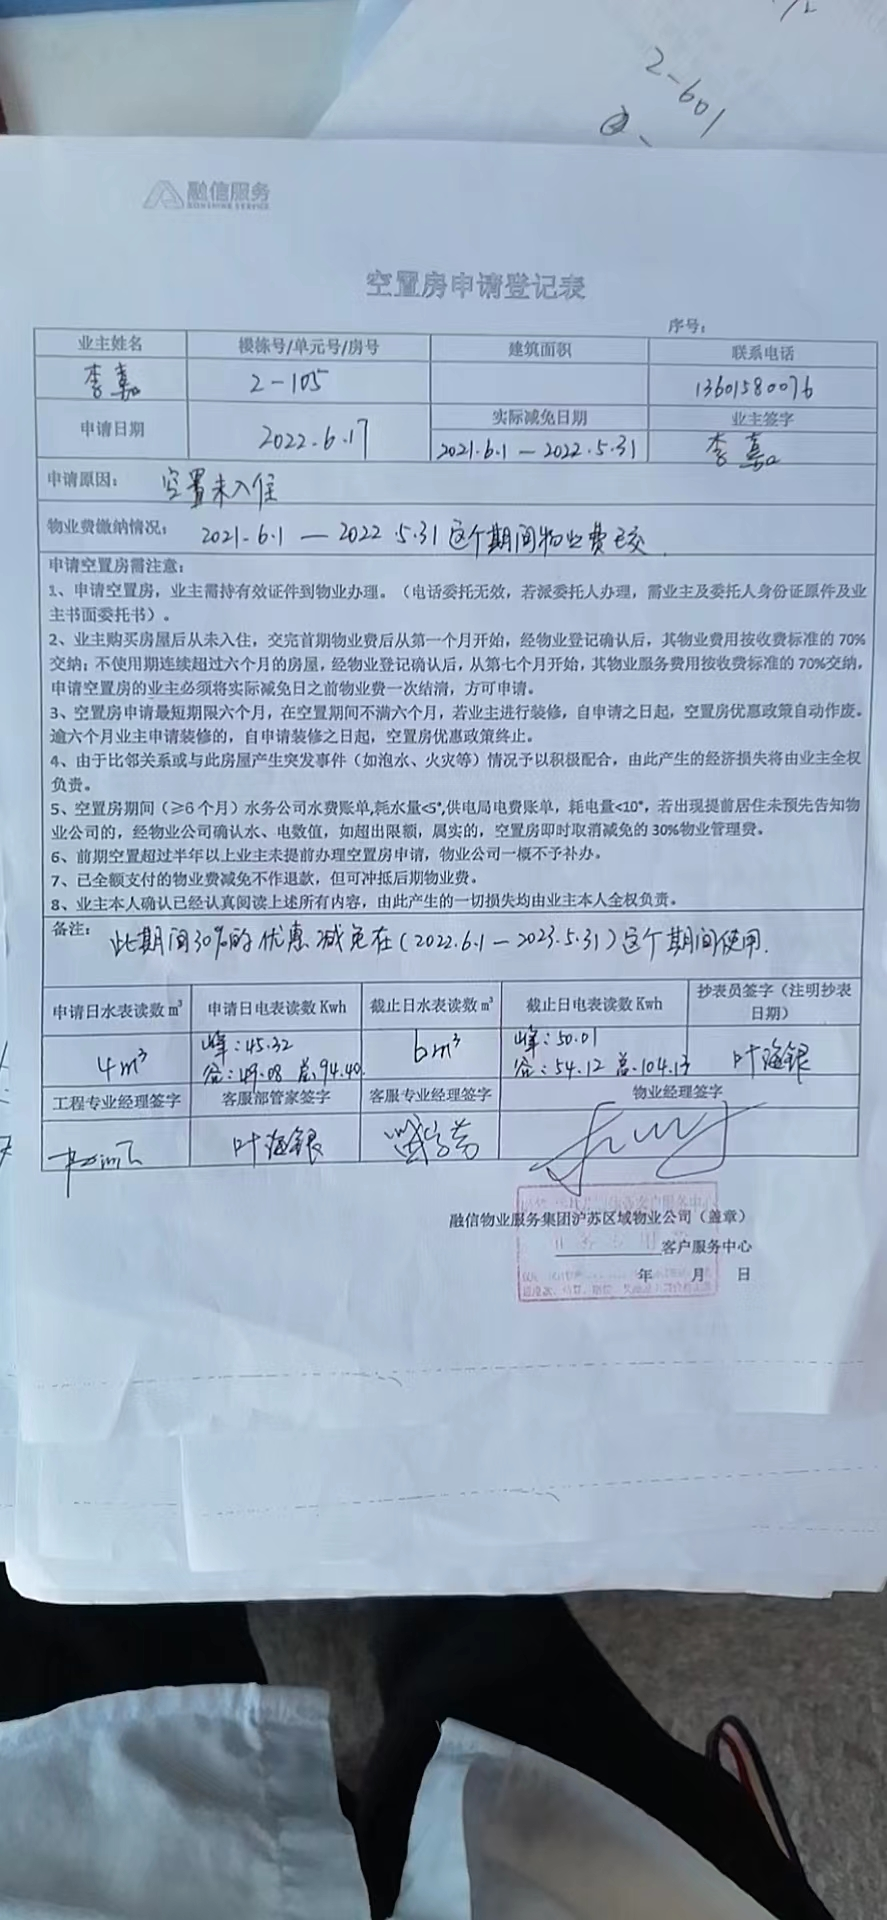 2-601
融信服务
RONSHINE SERVICE
空置房申请登记表
序号：
业主姓名 楼栋号/单元号/房号 建筑面积 联系电话
李嘉 2-105 13601580076
申请日期 2022.6.17 实际减免日期 业主签字
2021.6.1 — 2022.5.31 李嘉
申请原因： 空置未入住
物业费缴纳情况： 2021.6.1 — 2022.5.31这个期间物业费已交.
申请空置房需注意：
1、申请空置房，业主需持有效证件到物业办理。（电话委托无效，若派委托人办理，需业主及委托人身份证原件及业
主书面委托书）。
2、业主购买房屋后从未入住，交完首期物业费后从第一个月开始，经物业登记确认后，其物业费用按收费标准的 70%
交纳；不使用期连续超过六个月的房屋，经物业登记确认后，从第七个月开始，其物业服务费用按收费标准的 70%交纳，
申请空置房的业主必须将实际减免日之前物业费一次结清，方可申请。
3、空置房申请最短期限六个月，在空置期间不满六个月，若业主进行装修，自申请之日起，空置房优惠政策自动作废。
逾六个月业主申请装修的，自申请装修之日起，空置房优惠政策终止。
4、由于比邻关系或与此房屋产生突发事件（如泡水、火灾等）情况予以积极配合，由此产生的经济损失将由业主全权
负责。
5、空置房期间（≥6 个月）水务公司水费账单,耗水量<5°,供电局电费账单，耗电量<10°，若出现提前居住未预先告知物
业公司的，经物业公司确认水、电数值，如超出限额，属实的，空置房即时取消减免的 30%物业管理费。
6、前期空置超过半年以上业主未提前办理空置房申请，物业公司一概不予补办。
7、已全额支付的物业费减免不作退款，但可冲抵后期物业费。
8、业主本人确认已经认真阅读上述所有内容，由此产生的一切损失均由业主本人全权负责。
备注： 此期间30%的优惠减免在(2022.6.1 — 2023.5.31)这个期间使用.
申请日水表读数 m³ 申请日电表读数 Kwh 截止日水表读数 m³ 截止日电表读数 Kwh 抄表员签字（注明抄表
日期）
4m³ 峰：45.32 6m³ 峰：50.01 叶海银
谷：49.08 总.94.40. 谷：54.12 总.104.13
工程专业经理签字 客服部管家签字 客服专业经理签字 物业经理签字
叶海银
融信物业服务集团沪苏区域物业公司（盖章）
客户服务中心
年 月 日